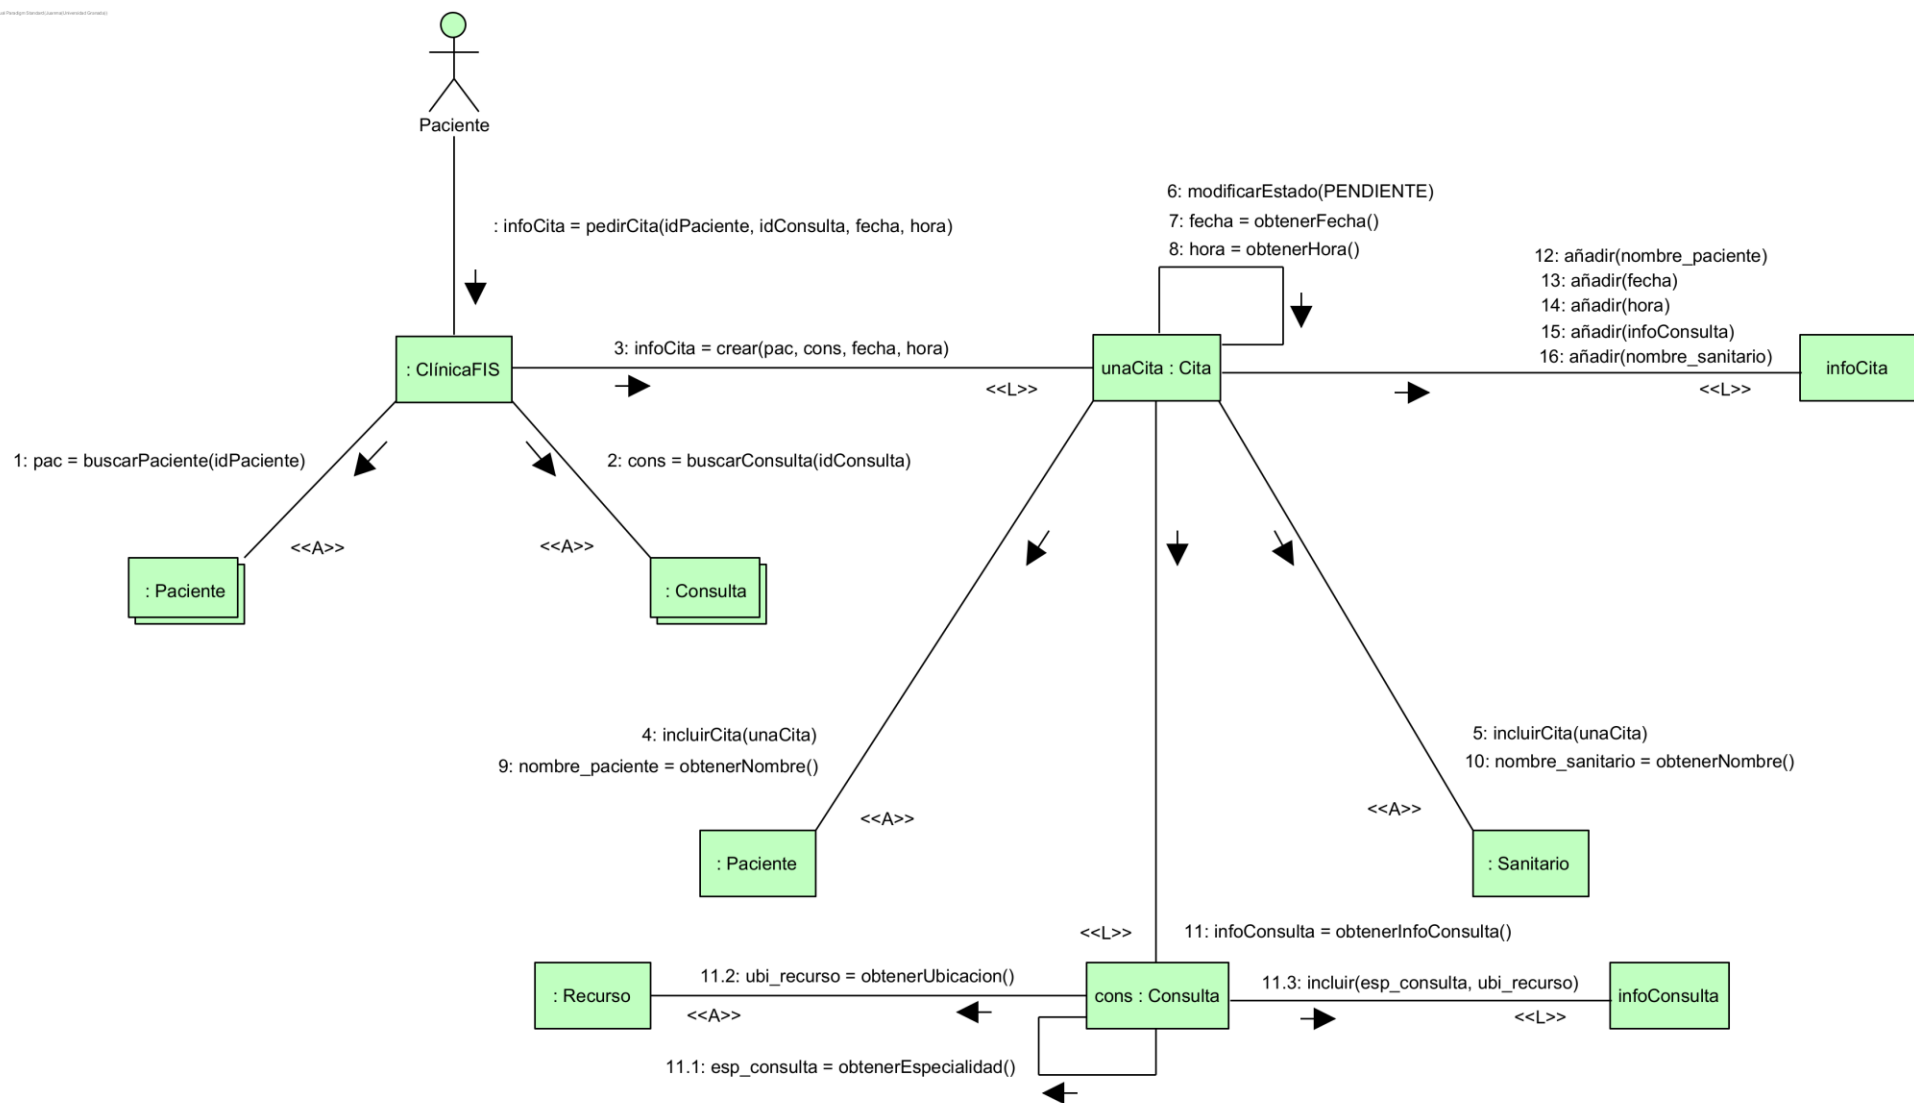 Paciente
: infoCita = pedirCita(idPaciente, idConsulta, fecha, hora)
6: modificarEstado(PENDIENTE)
7: fecha = obtenerFecha()
8: hora = obtenerHora()
12: añadir(nombre_paciente)
13: añadir(fecha)
14: añadir(hora)
15: añadir(infoConsulta)
16: añadir(nombre_sanitario)
: ClínicaFIS
3: infoCita = crear(pac, cons, fecha, hora)
<<L>>
unaCita : Cita
<<L>>
infoCita
1: pac = buscarPaciente(idPaciente)
2: cons = buscarConsulta(idConsulta)
<<A>>
<<A>>
: Paciente
: Consulta
4: incluirCita(unaCita)
9: nombre_paciente = obtenerNombre()
5: incluirCita(unaCita)
10: nombre_sanitario = obtenerNombre()
<<A>>
<<A>>
: Paciente
: Sanitario
<<L>>
11: infoConsulta = obtenerInfoConsulta()
: Recurso
11.2: ubi_recurso = obtenerUbicacion()
<<A>>
cons : Consulta
11.3: incluir(esp_consulta, ubi_recurso)
<<L>>
infoConsulta
11.1: esp_consulta = obtenerEspecialidad()